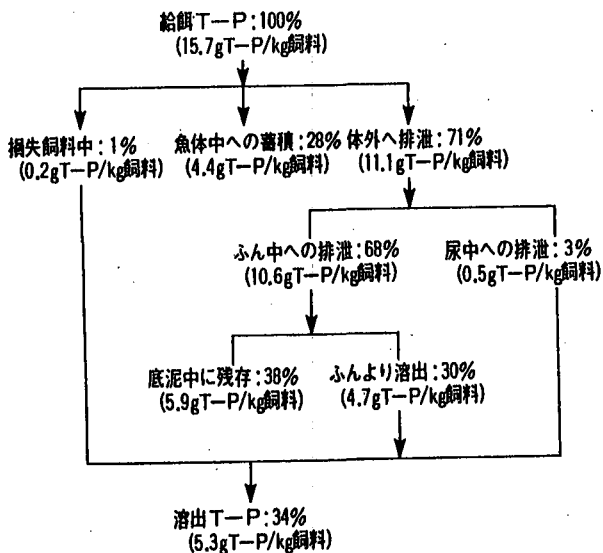 給餌T-P:100%
(15.7gT-P/kg飼料)
損失飼料中:1%
(0.2gT-P/kg飼料)
魚体中への蓄積:28%
(4.4gT-P/kg飼料)
体外へ排泄:71%
(11.1gT-P/kg飼料)
ふん中への排泄:68%
(10.6gT-P/kg飼料)
尿中への排泄:3%
(0.5gT-P/kg飼料)
底泥中に残存:38%
(5.9gT-P/kg飼料)
ふんより溶出:30%
(4.7gT-P/kg飼料)
溶出T-P:34%
(5.3gT-P/kg飼料)